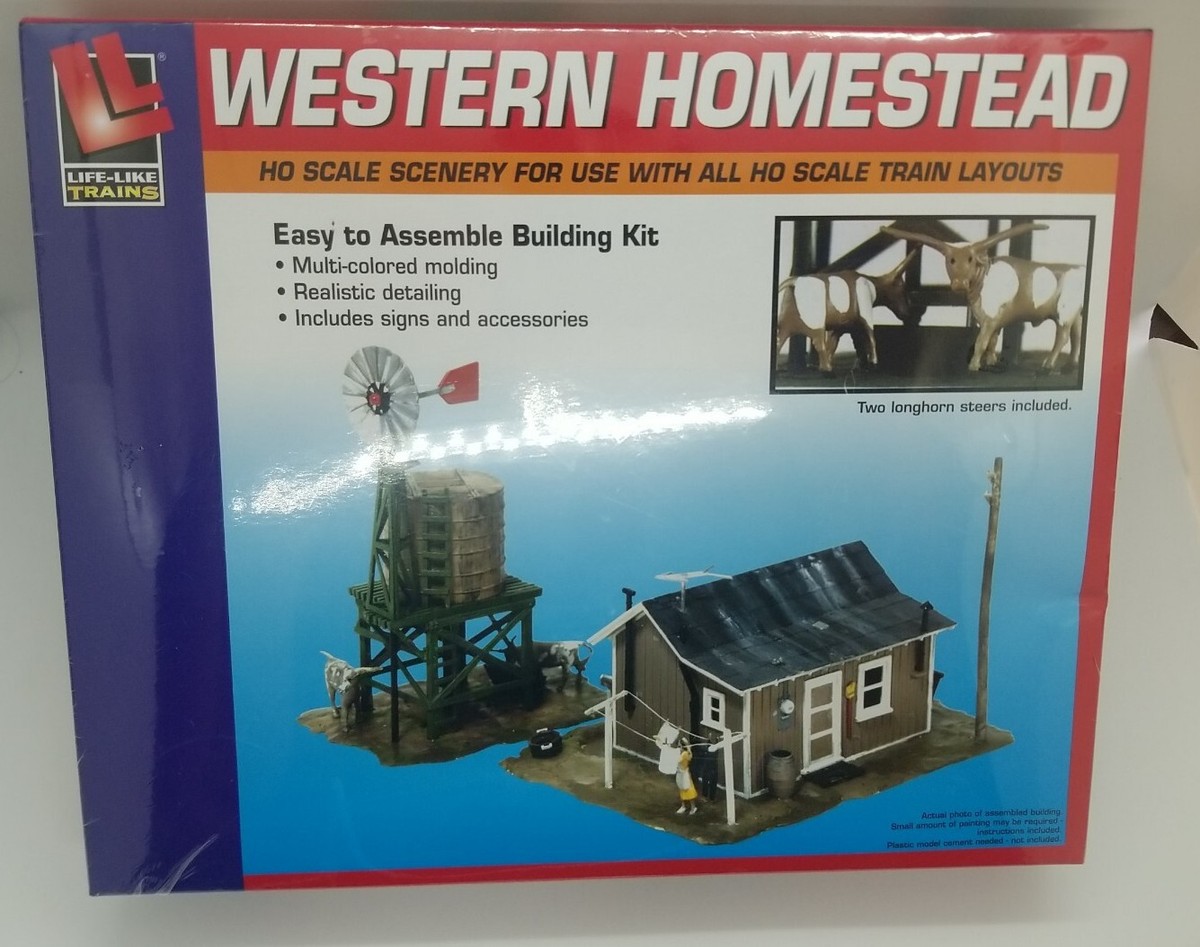 LIFE-LIKE
TRAINS
®
WESTERN HOMESTEAD
HO SCALE SCENERY FOR USE WITH ALL HO SCALE TRAIN LAYOUTS
Easy to Assemble Building Kit
• Multi-colored molding
• Realistic detailing
• Includes signs and accessories
Two longhorn steers included.
Actual photo of assembled building.
Small amount of painting may be required -
instructions included.
Plastic model cement needed - not included.